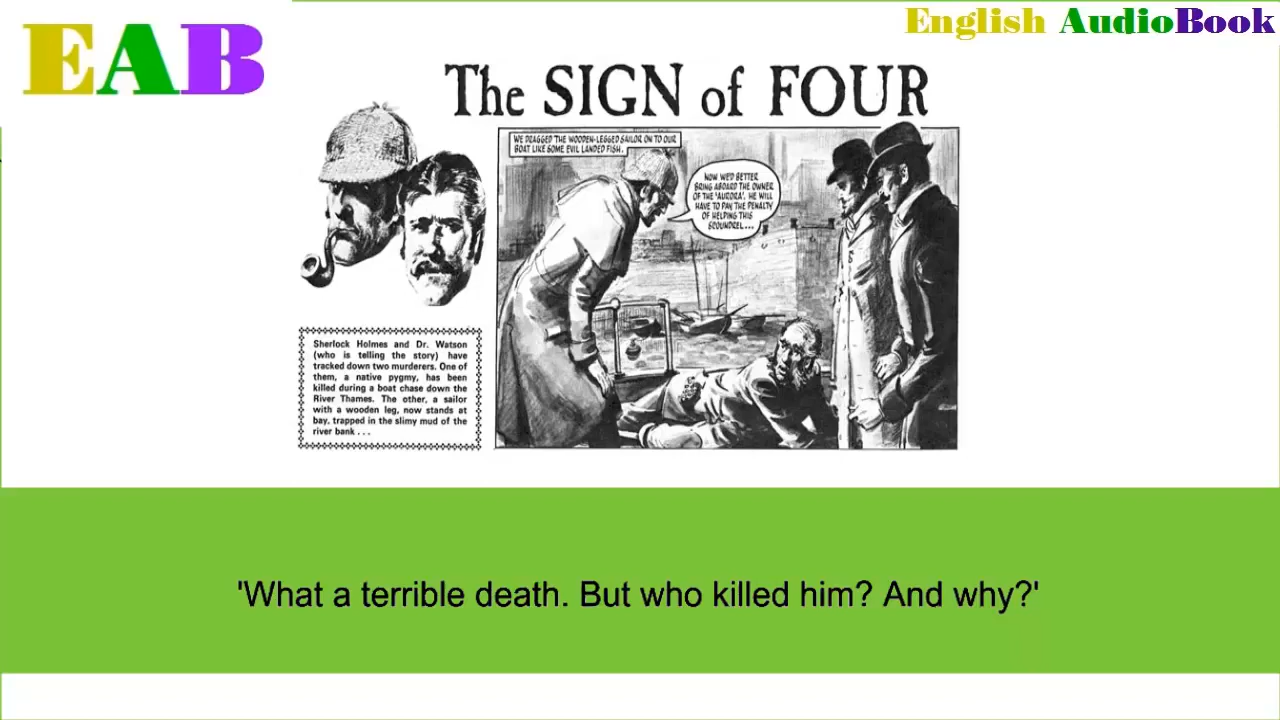 EAB
English AudioBook
The SIGN of FOUR
WE DRAGGED THE WOODEN-LEGGED SAILOR ON TO OUR
BOAT LIKE SOME EVIL LANDED FISH.
NOW WE'D BETTER
BRING ABOARD THE OWNER
OF THE 'AURORA'. HE WILL
HAVE TO PAY THE PENALTY
OF HELPING THIS
SCOUNDREL...
Sherlock Holmes and Dr. Watson
(who is telling the story) have
tracked down two murderers. One of
them, a native pygmy, has been
killed during a boat chase down the
River Thames. The other, a sailor
with a wooden leg, now stands at
bay, trapped in the slimy mud of the
river bank . . .
'What a terrible death. But who killed him? And why?'